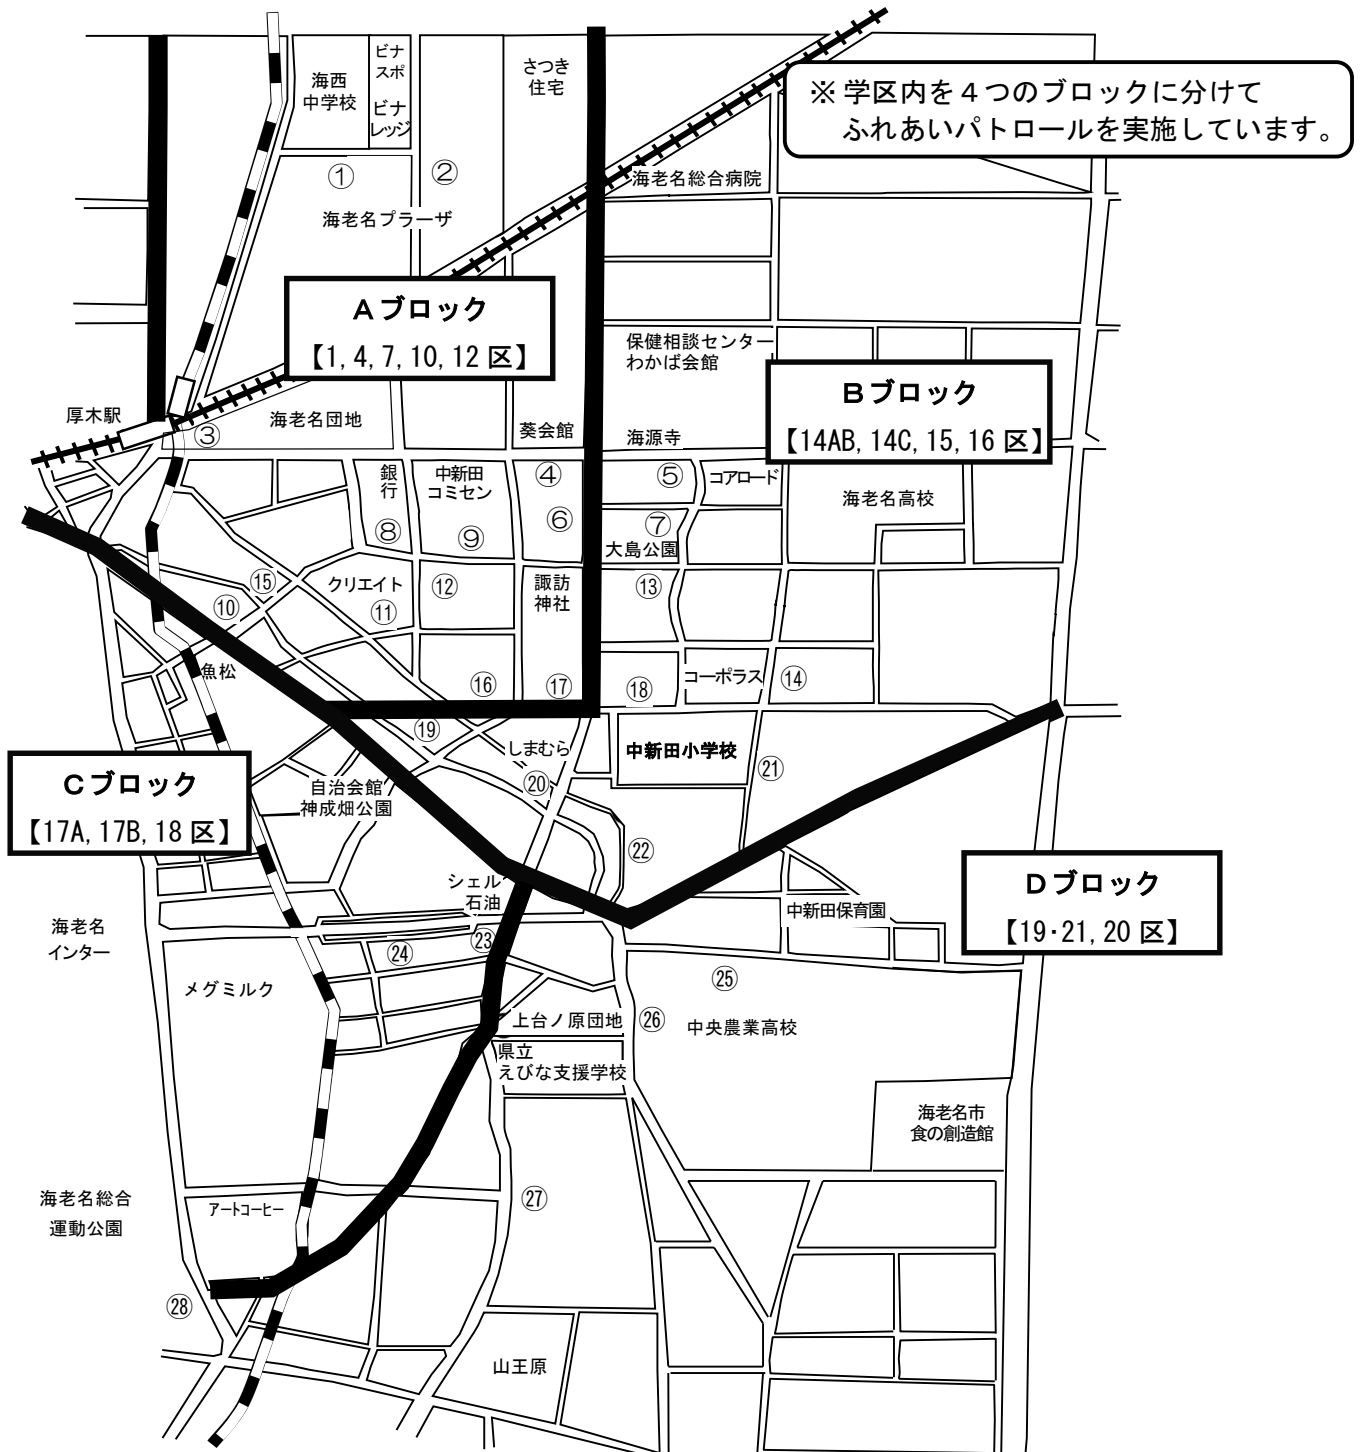 ビナ
スポ
ビナ
レッジ
海西
中学校
さつき
住宅
※ 学区内を４つのブロックに分けて
ふれあいパトロールを実施しています。
①
②
海老名総合病院
海老名プラーザ
Aブロック
【1, 4, 7, 10, 12 区】
保健相談センター
わかば会館
Bブロック
【14AB, 14C, 15, 16 区】
厚木駅
③
海老名団地
葵会館
海源寺
銀行
中新田
コミセン
④
⑤
コアロード
海老名高校
⑥
⑦
⑧
⑨
大島公園
⑮
クリエイト
⑫
諏訪
神社
⑬
⑩
⑪
魚松
⑯
⑰
⑱
コーポラス
⑭
⑲
しまむら
中新田小学校
⑳
㉑
Cブロック
【17A, 17B, 18 区】
自治会館
神成畑公園
㉒
シェル
石油
中新田保育園
Dブロック
【19･21, 20 区】
海老名
インター
㉓
㉔
メグミルク
㉕
上台ノ原団地
㉖
中央農業高校
県立
えびな支援学校
海老名市
食の創造館
海老名総合
運動公園
アートコーヒー
㉗
㉘
山王原